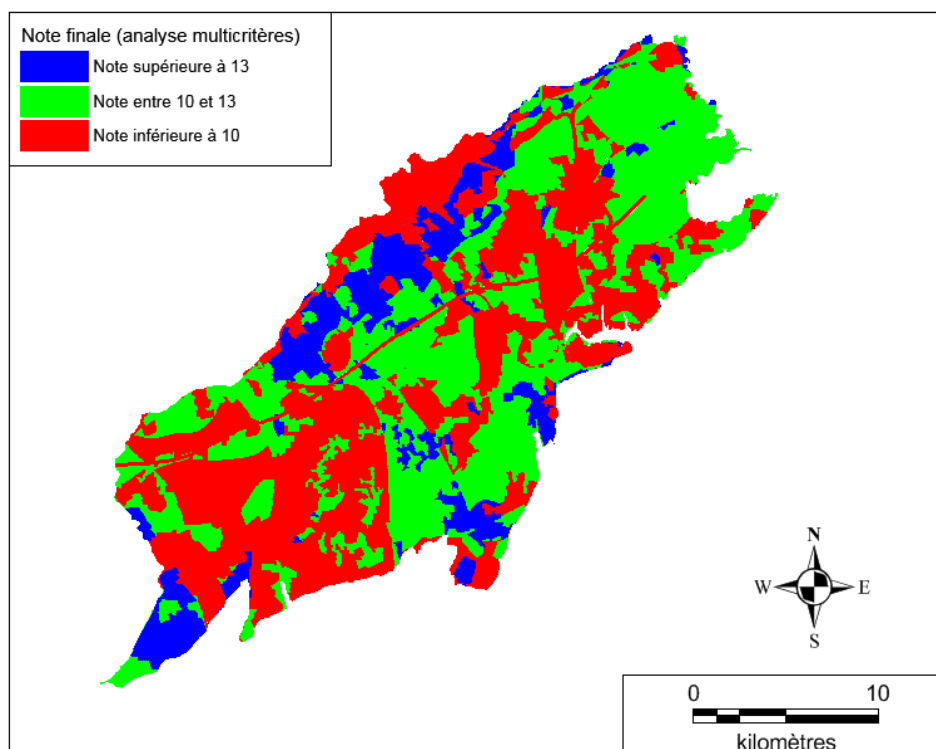 Note finale (analyse multicritères)
Note supérieure à 13
Note entre 10 et 13
Note inférieure à 10
N
W E
S
0 10
kilomètres